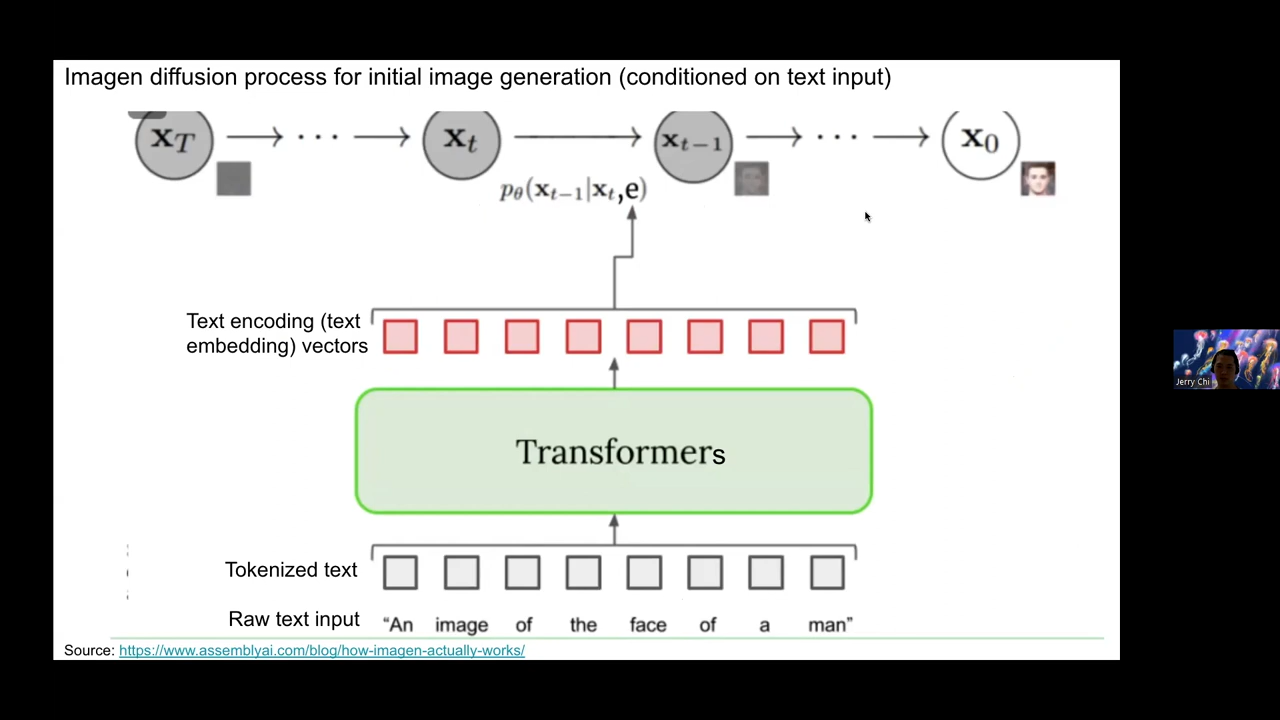 Imagen diffusion process for initial image generation (conditioned on text input)
x_T → ··· → x_t → x_{t−1} → ··· → x_0
p_θ(x_{t−1}|x_t,e)
Text encoding (text
embedding) vectors
Transformers
Tokenized text
Raw text input “An image of the face of a man”
Source: https://www.assemblyai.com/blog/how-imagen-actually-works/
Jerry Chi